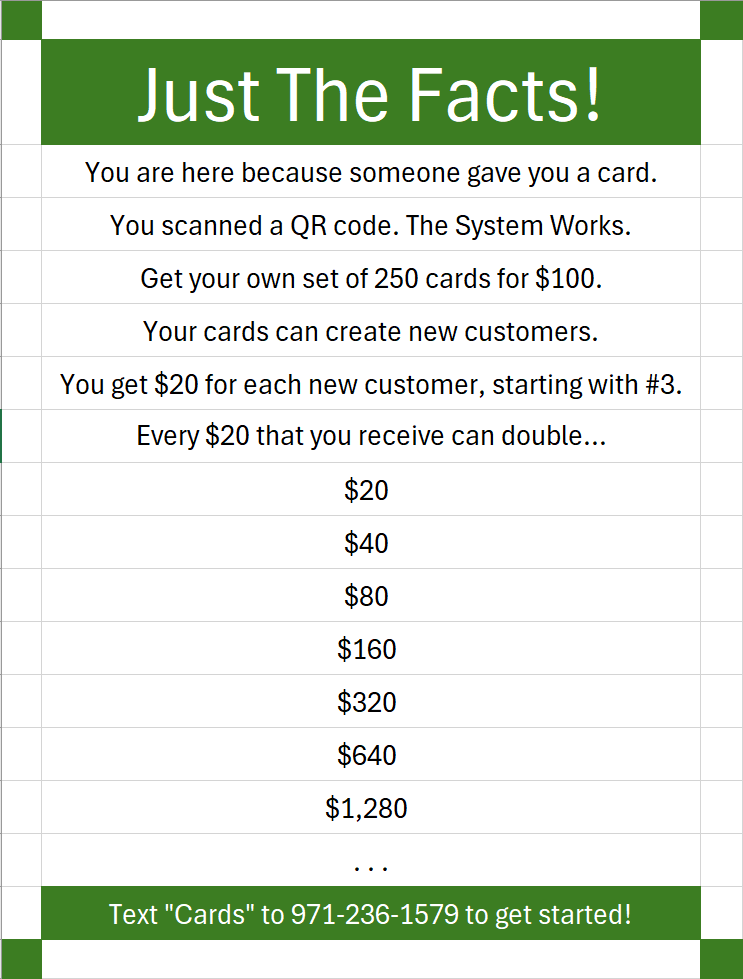 Just The Facts!
You are here because someone gave you a card.
You scanned a QR code. The System Works.
Get your own set of 250 cards for $100.
Your cards can create new customers.
You get $20 for each new customer, starting with #3.
Every $20 that you receive can double...
$20
$40
$80
$160
$320
$640
$1,280
. . .
Text "Cards" to 971-236-1579 to get started!